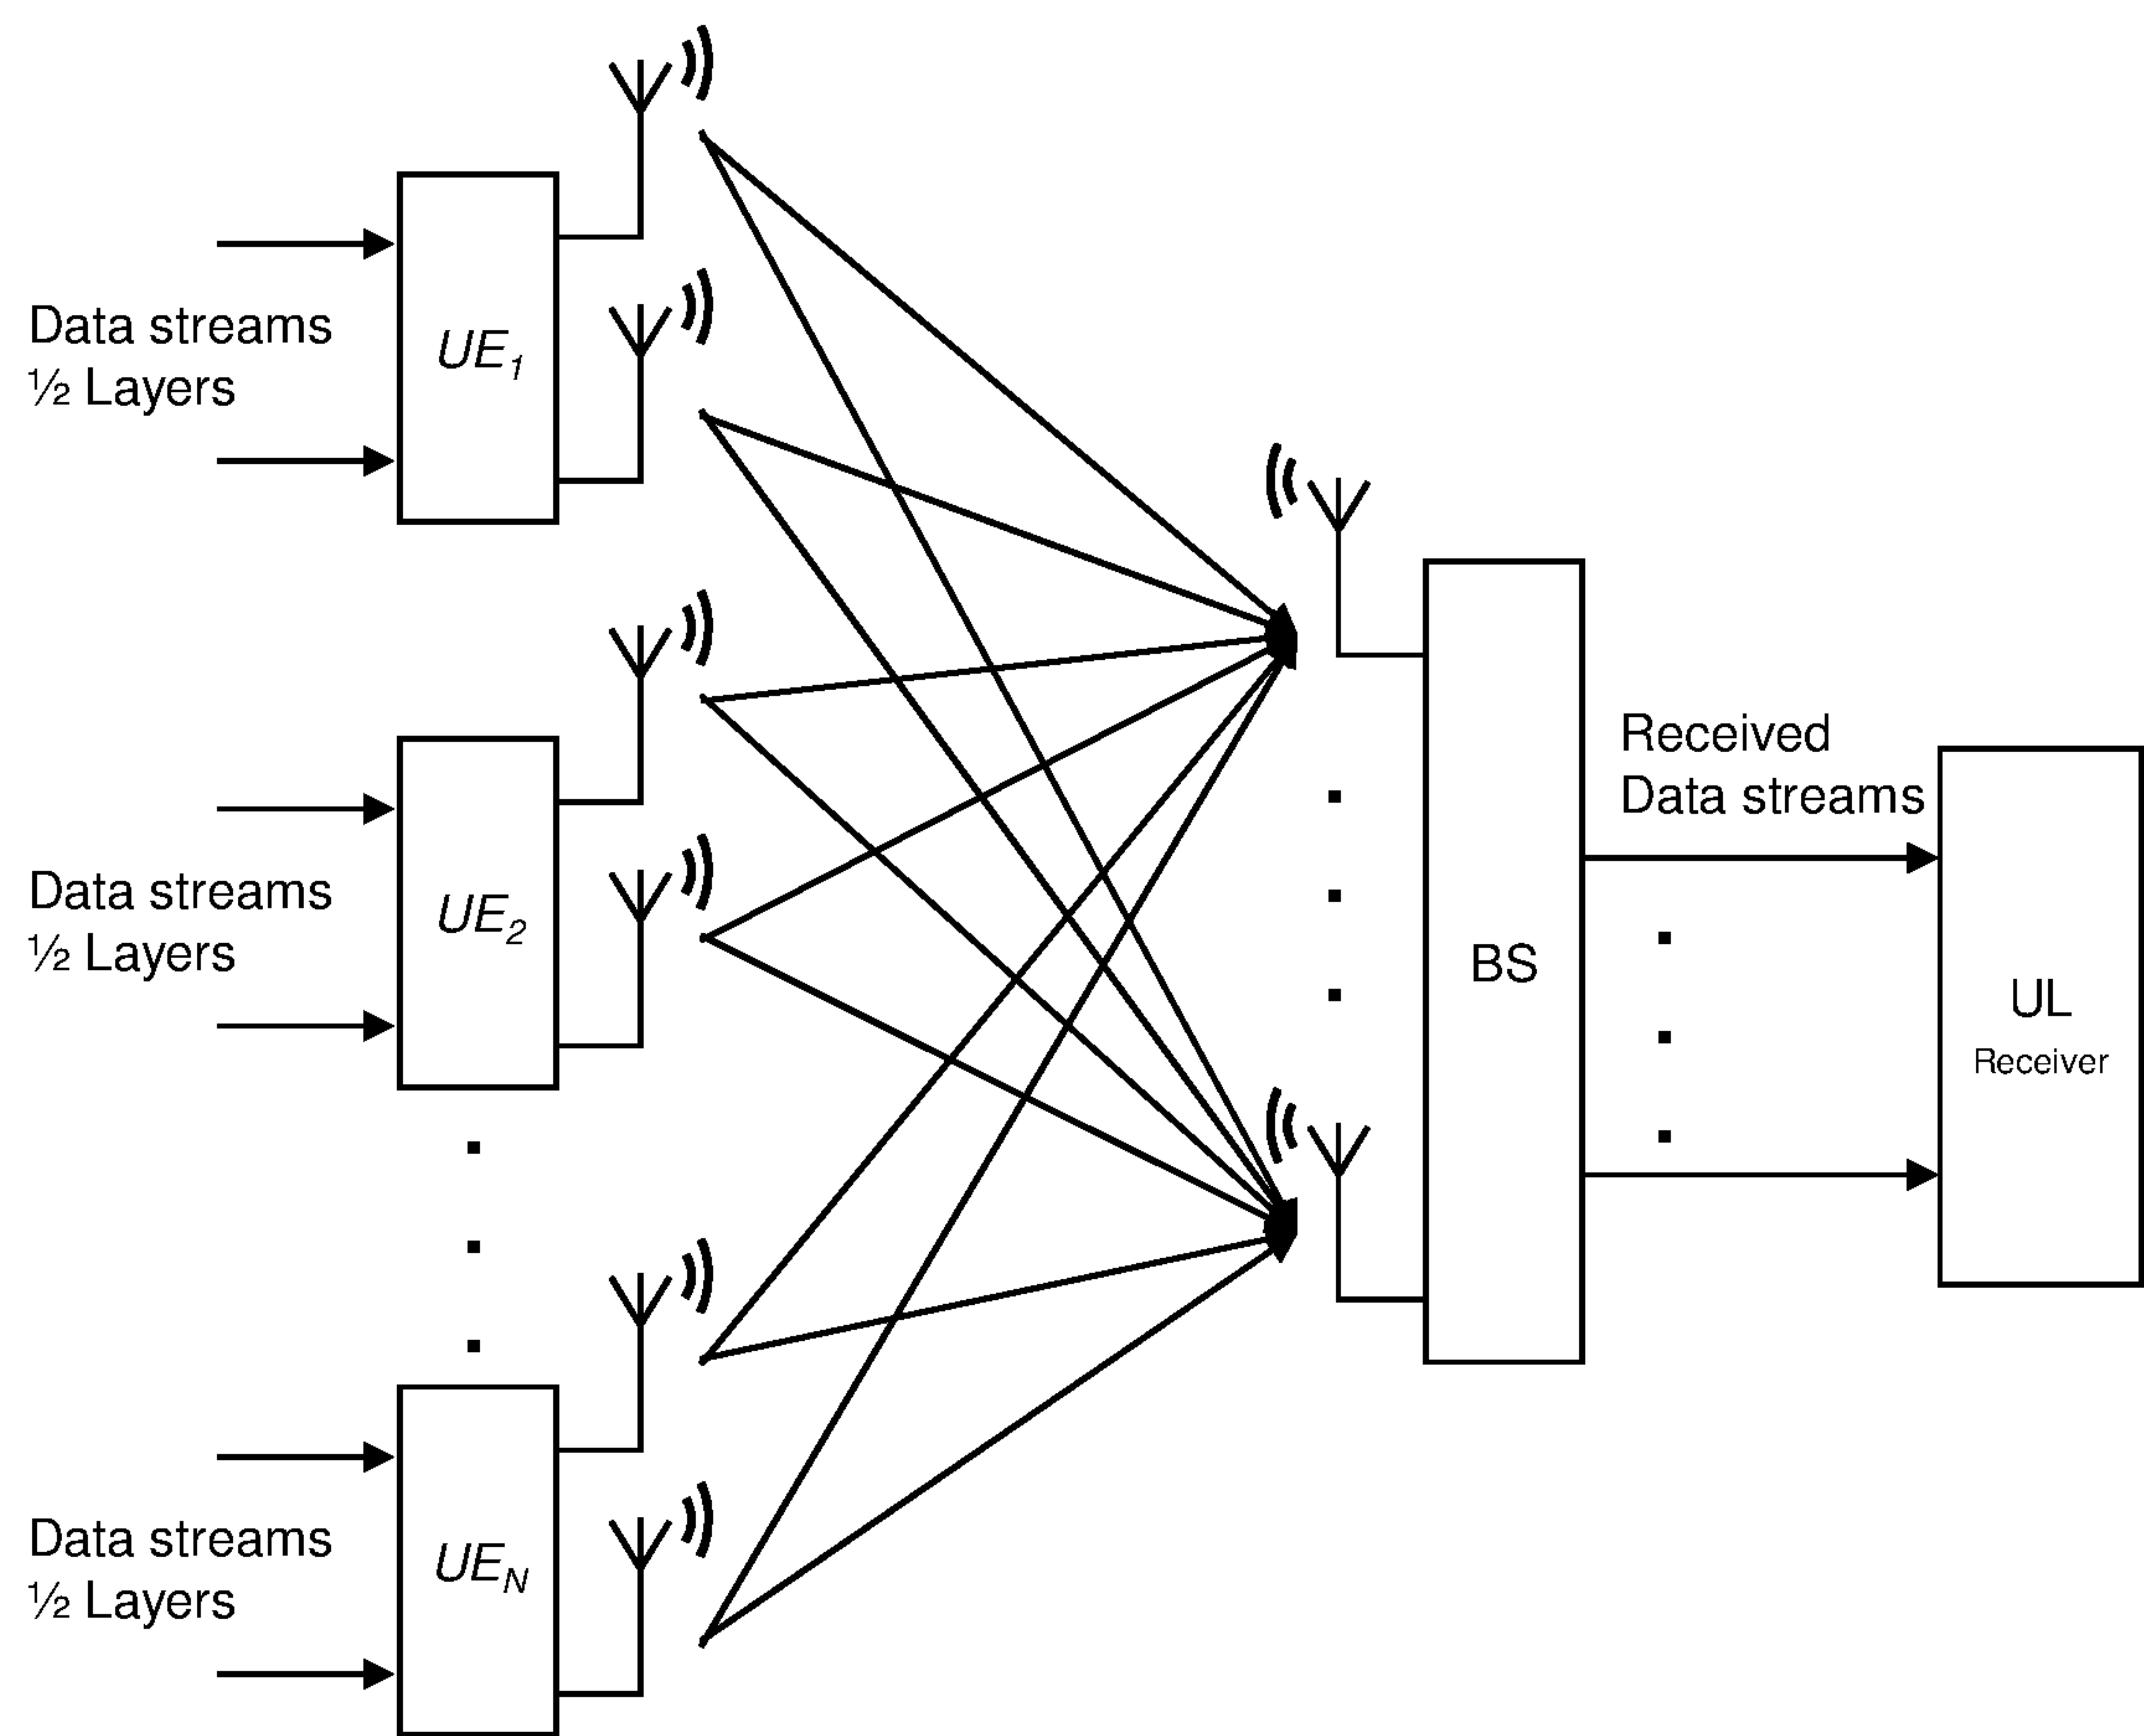 Data streams
½ Layers
UE₁
Data streams
½ Layers
UE₂
Data streams
½ Layers
UE_N
BS
Received
Data streams
UL
Receiver